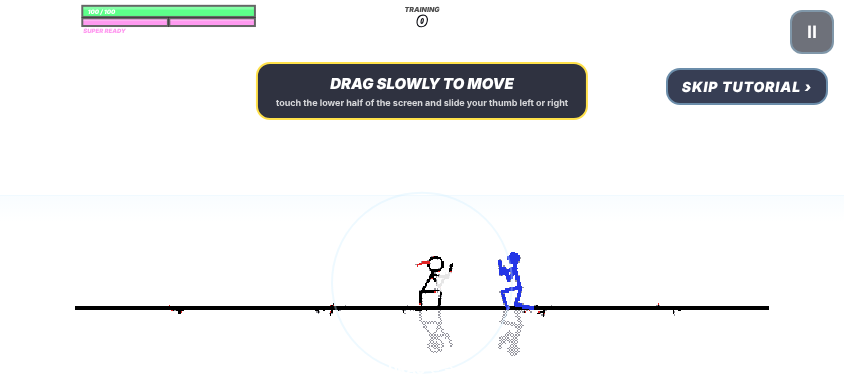 100 / 100
SUPER READY
TRAINING
0
DRAG SLOWLY TO MOVE
touch the lower half of the screen and slide your thumb left or right
SKIP TUTORIAL ›